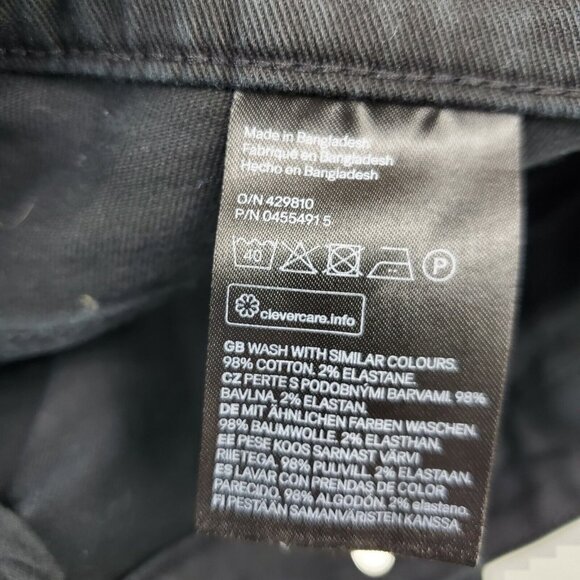 Made in Bangladesh
Fabriqué en Bangladesh
Hecho en Bangladesh
O/N 429810
P/N 0455491 5
40
P
clevercare.info
GB WASH WITH SIMILAR COLOURS.
98% COTTON. 2% ELASTANE.
CZ PERTE S PODOBNÝMI BARVAMI. 98%
BAVLNA. 2% ELASTAN.
DE MIT ÄHNLICHEN FARBEN WASCHEN.
98% BAUMWOLLE. 2% ELASTHAN.
EE PESE KOOS SARNAST VÄRVI
RIIETEGA. 98% PUUVILL. 2% ELASTAAN.
ES LAVAR CON PRENDAS DE COLOR
PARECIDO. 98% ALGODÓN. 2% elastano.
FI PESTÄÄN SAMANVÄRISTEN KANSSA.